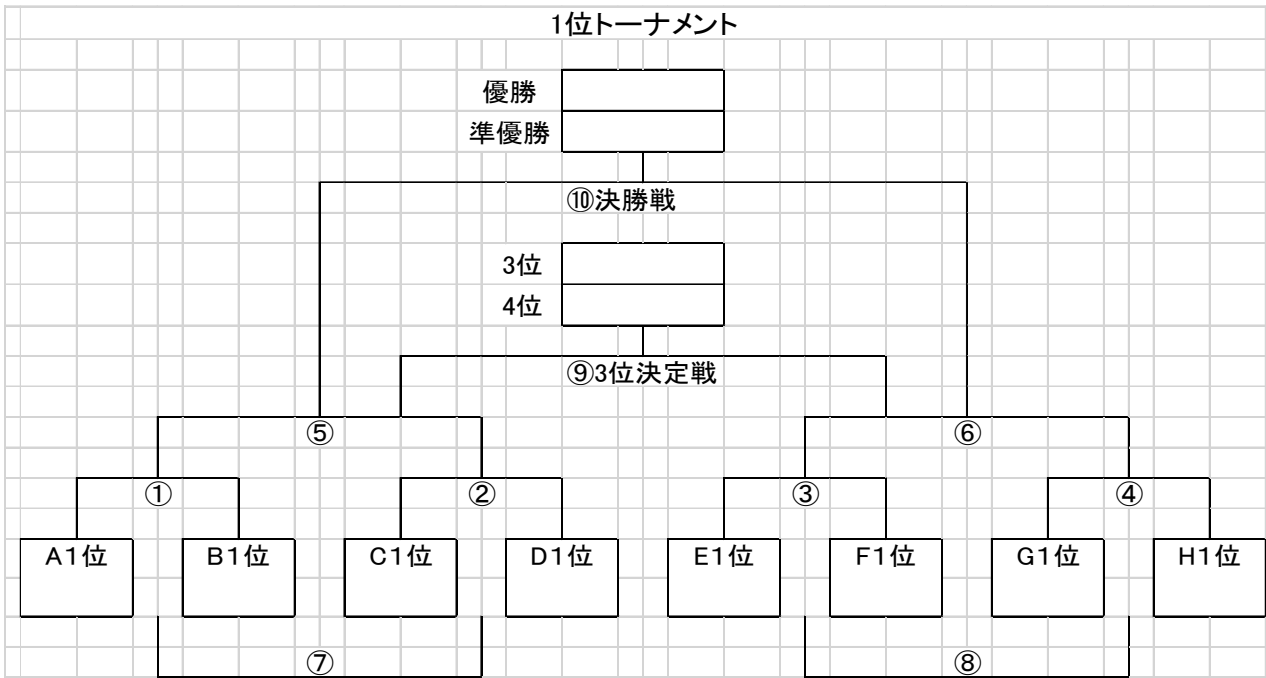 1位トーナメント
優勝
準優勝
⑩決勝戦
3位
4位
⑨3位決定戦
⑤ ⑥
① ② ③ ④
A1位 B1位 C1位 D1位 E1位 F1位 G1位 H1位
⑦ ⑧